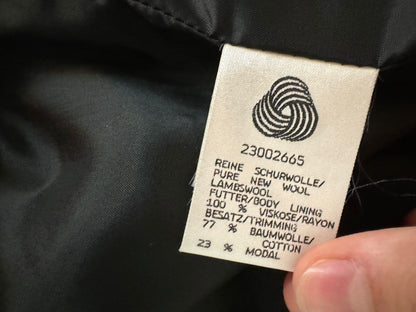 23002665
REINE SCHURWOLLE/
PURE NEW WOOL
LAMBSWOOL
FUTTER/BODY LINING
100 % VISKOSE/RAYON
BESATZ/TRIMMING
77 % BAUMWOLLE/
COTTON
23 % MODAL